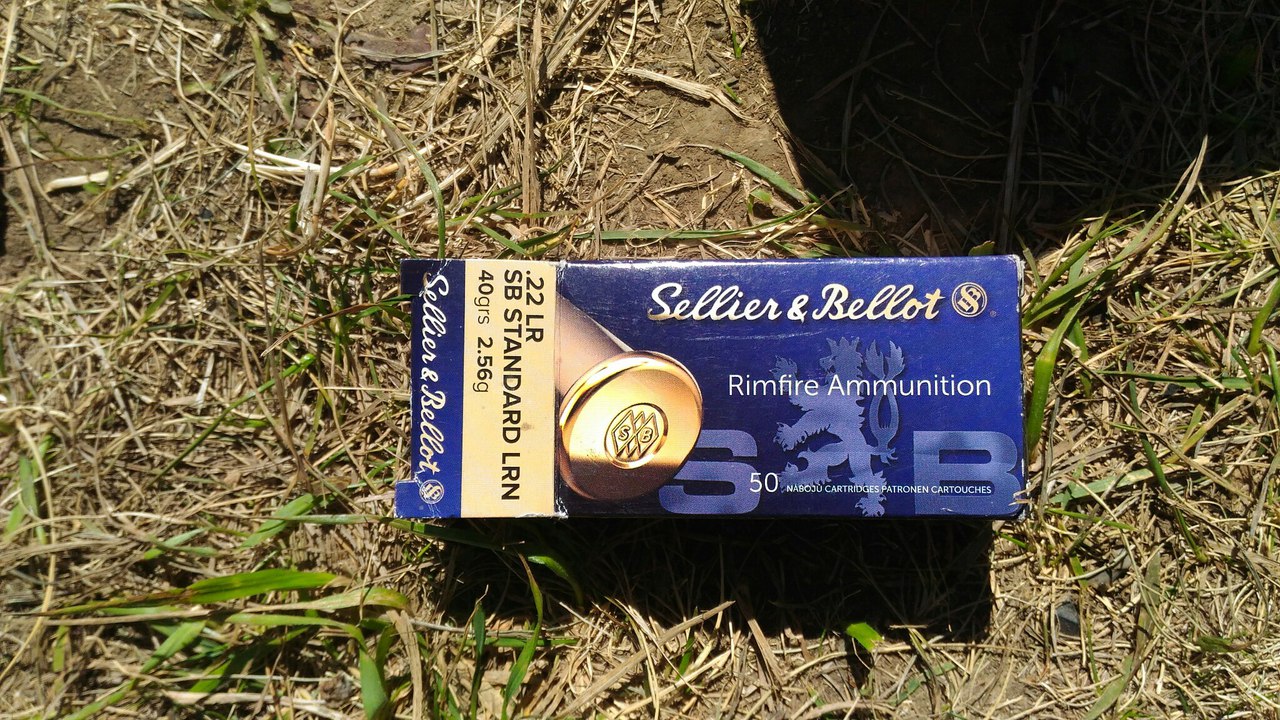 Sellier & Bellot
.22 LR
SB STANDARD LRN
40grs 2.56g
Sellier & Bellot
Rimfire Ammunition
S B
50 NÁBOJŮ CARTRIDGES PATRONEN CARTOUCHES
SB